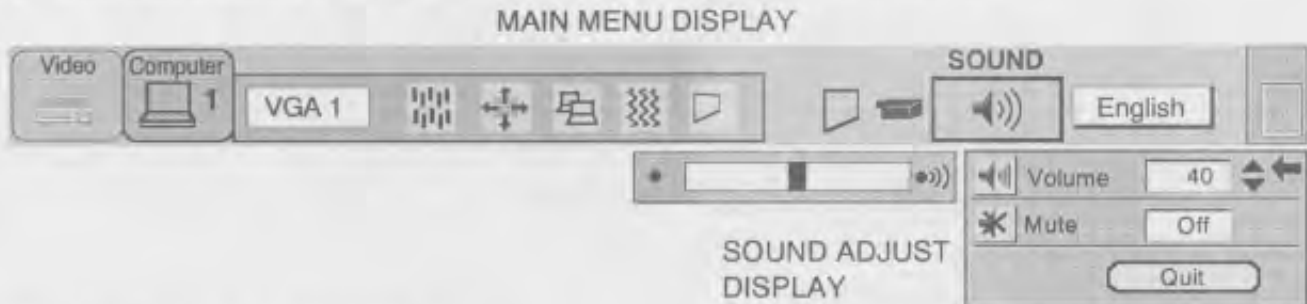 MAIN MENU DISPLAY
Video
Computer
1
VGA 1
SOUND
English
Volume
40
Mute
Off
Quit
SOUND ADJUST
DISPLAY